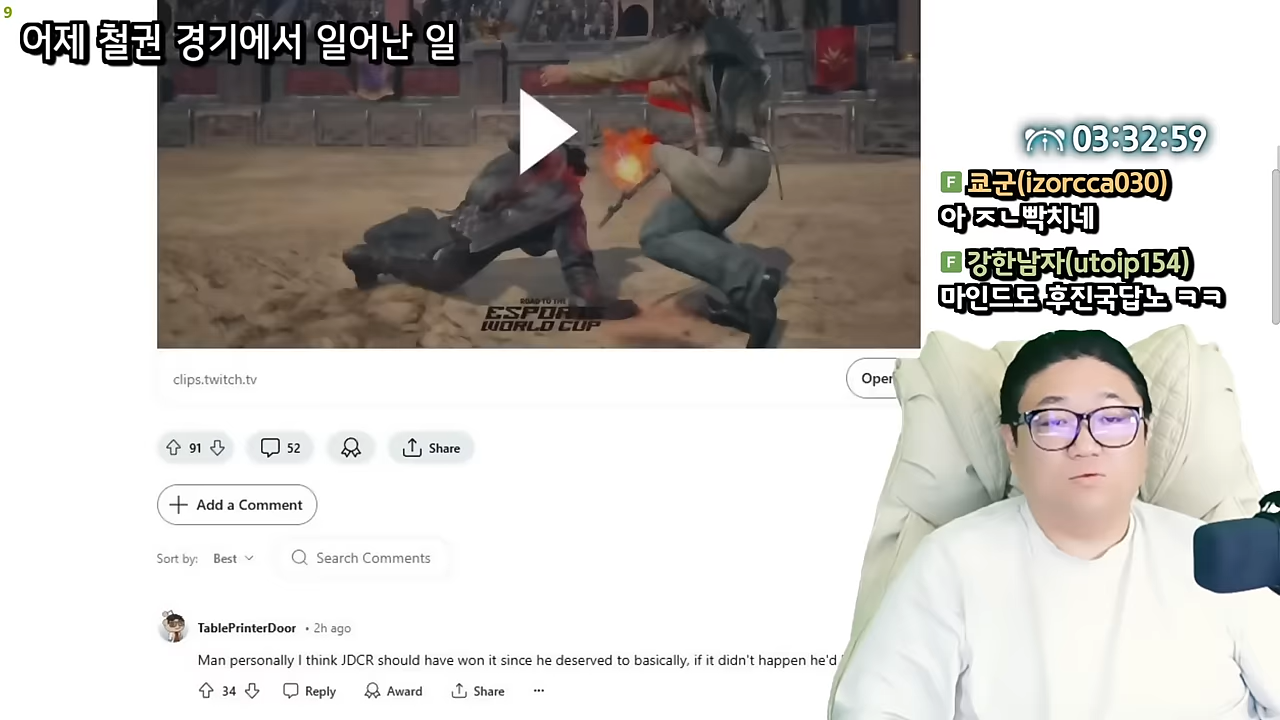 9
어제 철권 경기에서 일어난 일
ROAD TO THE
ESPORTS
WORLD CUP
03:32:59
F 쿄군(izorcca030)
아 ㅈㄴ빡치네
F 강한남자(utoip154)
마인드도 후진국답노 ㅋㅋ
clips.twitch.tv
Open
91
52
Share
Add a Comment
Sort by:
Best
Search Comments
TablePrinterDoor • 2h ago
Man personally I think JDCR should have won it since he deserved to basically, if it didn't happen he'd
34
Reply
Award
Share